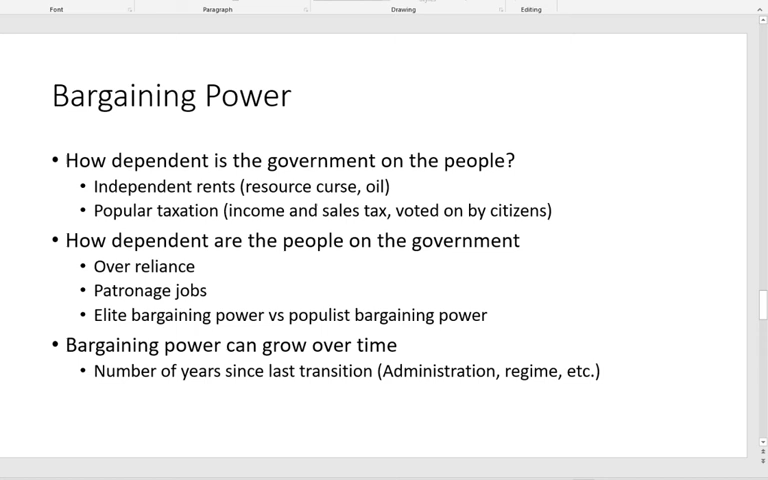 Font Paragraph Drawing Editing
Bargaining Power
• How dependent is the government on the people?
• Independent rents (resource curse, oil)
• Popular taxation (income and sales tax, voted on by citizens)
• How dependent are the people on the government
• Over reliance
• Patronage jobs
• Elite bargaining power vs populist bargaining power
• Bargaining power can grow over time
• Number of years since last transition (Administration, regime, etc.)